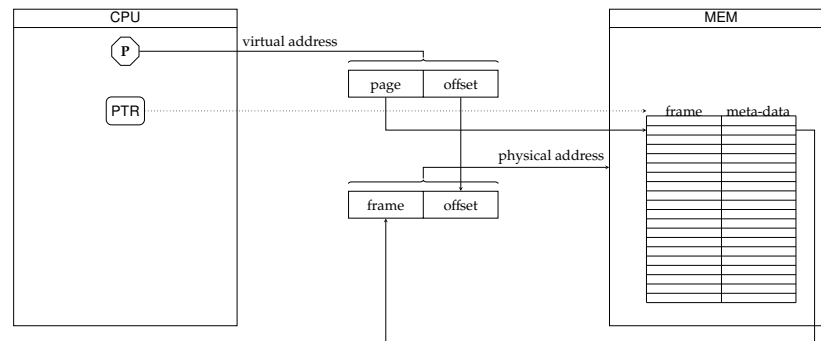 CPU
MEM
P
virtual address
page offset
PTR
frame meta-data
physical address
frame offset